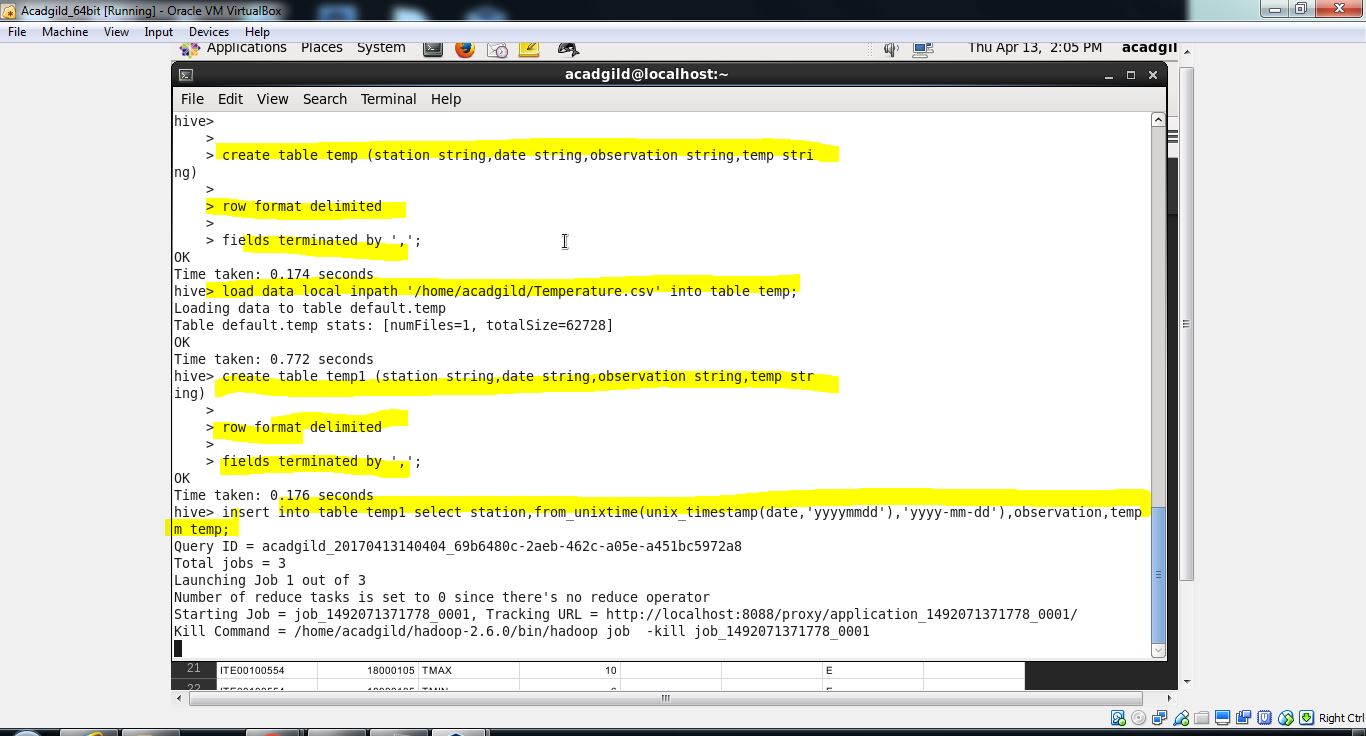 Acadgild_64bit [Running] - Oracle VM VirtualBox
File Machine View Input Devices Help
Applications Places System Thu Apr 13, 2:05 PM acadgil
acadgild@localhost:~
File Edit View Search Terminal Help
hive>
>
> create table temp (station string,date string,observation string,temp stri
ng)
>
> row format delimited
>
> fields terminated by ',';
OK
Time taken: 0.174 seconds
hive> load data local inpath '/home/acadgild/Temperature.csv' into table temp;
Loading data to table default.temp
Table default.temp stats: [numFiles=1, totalSize=62728]
OK
Time taken: 0.772 seconds
hive> create table temp1 (station string,date string,observation string,temp str
ing)
>
> row format delimited
>
> fields terminated by ',';
OK
Time taken: 0.176 seconds
hive> insert into table temp1 select station,from_unixtime(unix_timestamp(date,'yyyymmdd'),'yyyy-mm-dd'),observation,temp
m temp;
Query ID = acadgild_20170413140404_69b6480c-2aeb-462c-a05e-a451bc5972a8
Total jobs = 3
Launching Job 1 out of 3
Number of reduce tasks is set to 0 since there's no reduce operator
Starting Job = job_1492071371778_0001, Tracking URL = http://localhost:8088/proxy/application_1492071371778_0001/
Kill Command = /home/acadgild/hadoop-2.6.0/bin/hadoop job -kill job_1492071371778_0001
21 ITE00100554 18000105 TMAX 10 E
Right Ctrl